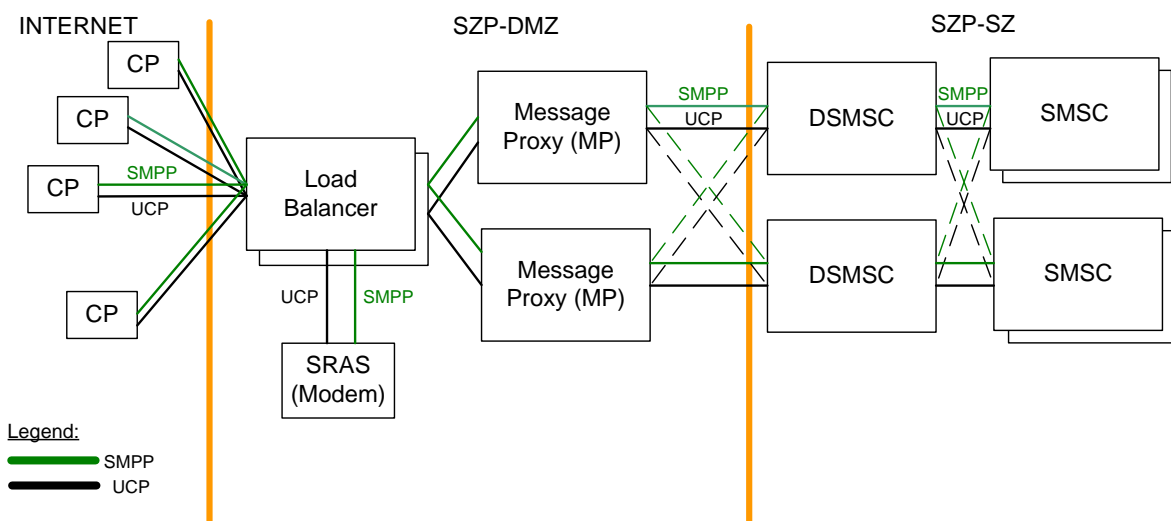 INTERNET
SZP-DMZ
SZP-SZ
CP
CP
CP
CP
SMPP
UCP
Load
Balancer
UCP
SMPP
SRAS
(Modem)
Message
Proxy (MP)
Message
Proxy (MP)
SMPP
UCP
DSMSC
DSMSC
SMPP
UCP
SMSC
SMSC
Legend:
SMPP
UCP